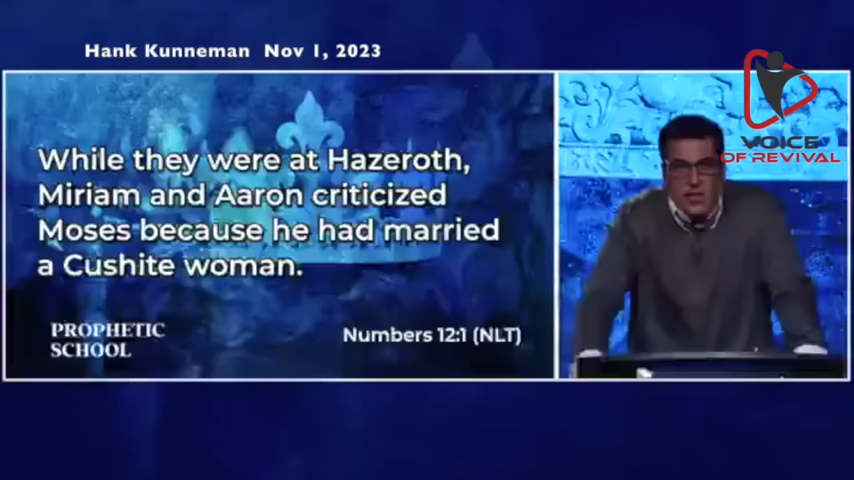 Hank Kunneman Nov 1, 2023
While they were at Hazeroth,
Miriam and Aaron criticized
Moses because he had married
a Cushite woman.
PROPHETIC
SCHOOL
Numbers 12:1 (NLT)
VOICE
OF REVIVAL